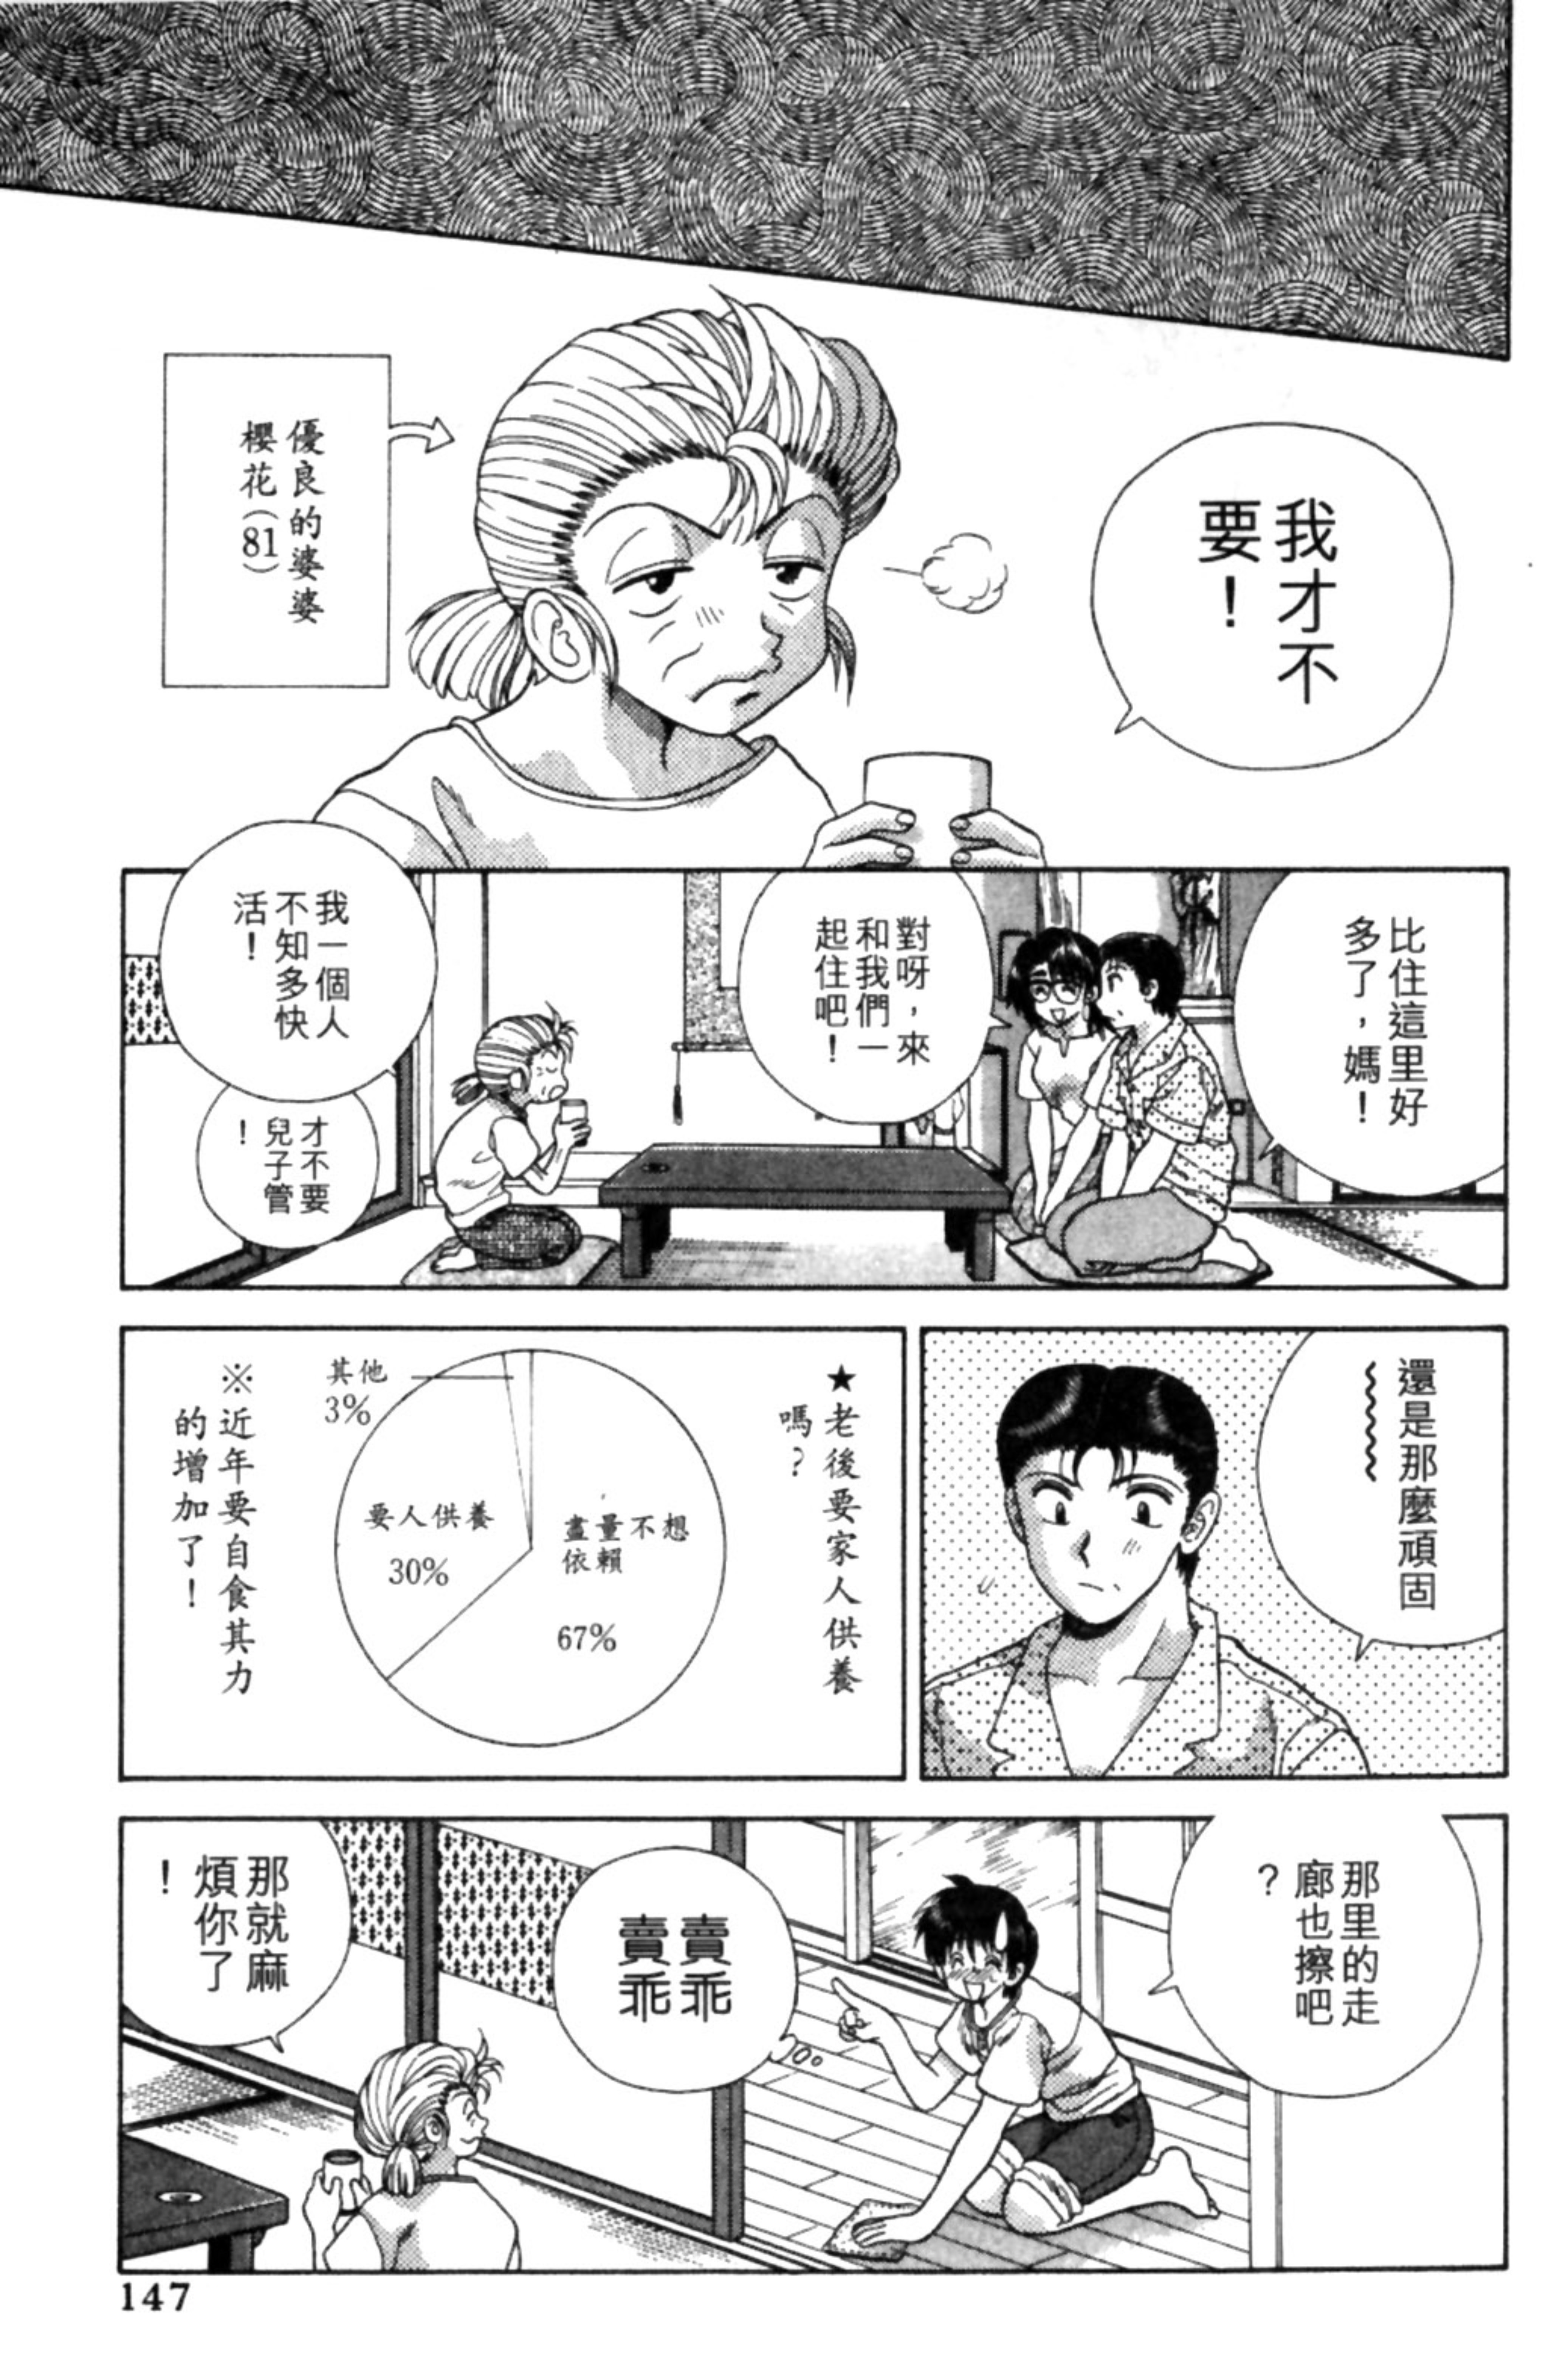 我才不
要！
優良的婆婆
櫻花（81）
比住這里好
多了，媽！
對呀，來
和我們一
起住吧！
我一個人
不知多快
活！
才不要
兒子管
！
還是那麼頑固
★老後要家人供養
嗎？
其他
3%
要人供養
30%
盡量不想
依賴
67%
※近年要自食其力
的增加了！
那里的走
廊也擦吧
？
賣乖
賣乖
那就麻
煩你了
！
147